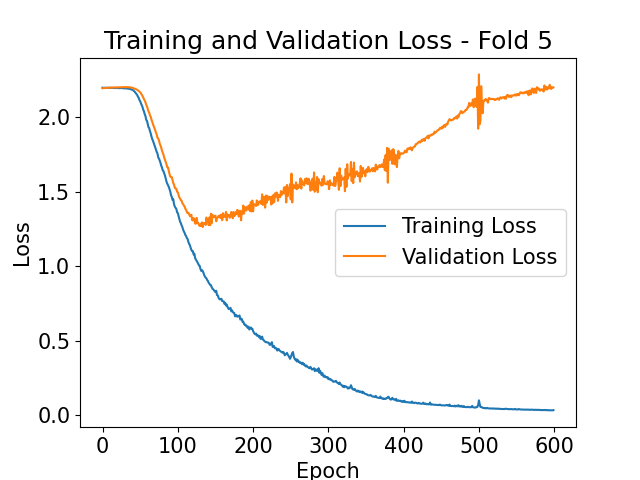 Training and Validation Loss - Fold 5
2.0
1.5
1.0
0.5
0.0
Loss
Training Loss
Validation Loss
0 100 200 300 400 500 600
Epoch